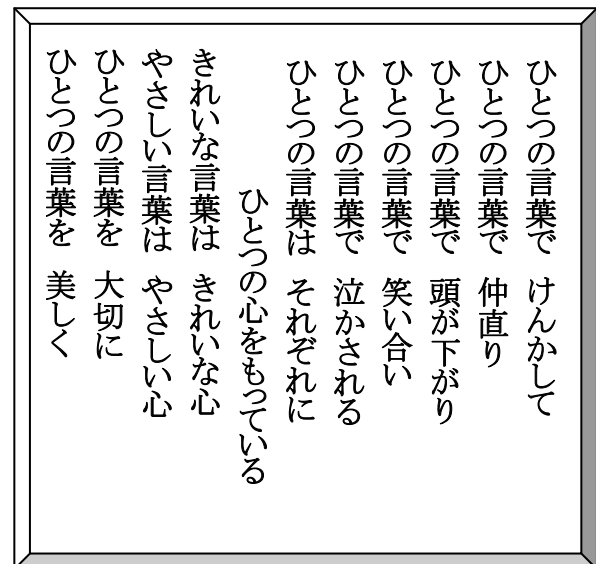 ひとつの言葉で けんかして
ひとつの言葉で 仲直り
ひとつの言葉で 頭が下がり
ひとつの言葉で 笑い合い
ひとつの言葉で 泣かされる
ひとつの言葉は それぞれに
ひとつの心をもっている
きれいな言葉は きれいな心
やさしい言葉は やさしい心
ひとつの言葉を 大切に
ひとつの言葉を 美しく